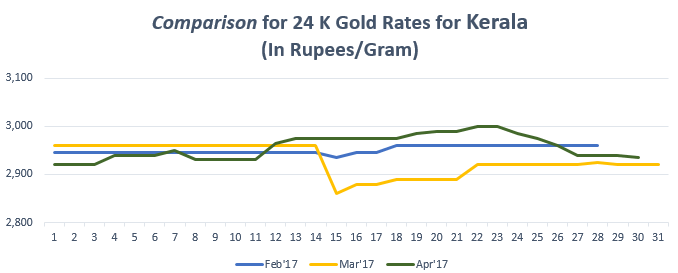 Comparison for 24 K Gold Rates for Kerala
(In Rupees/Gram)
3,100
3,000
2,900
2,800
1 2 3 4 5 6 7 8 9 10 11 12 13 14 15 16 17 18 19 20 21 22 23 24 25 26 27 28 29 30 31
Feb'17 Mar'17 Apr'17